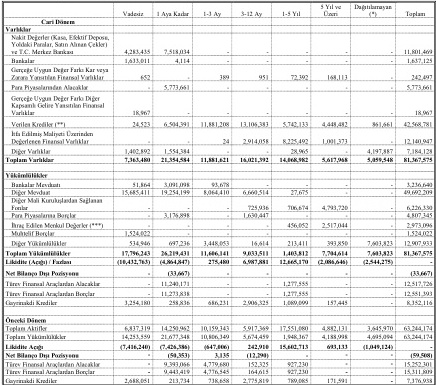 Vadesiz 1 Aya Kadar 1-3 Ay 3-12 Ay 1-5 Yıl 5 Yıl ve Üzeri Dağıtılamayan (*) Toplam
Cari Dönem
Varlıklar
Nakit Değerler (Kasa, Efektif Deposu,
Yoldaki Paralar, Satın Alınan Çekler)
ve T.C. Merkez Bankası 4,283,435 7,518,034 - - - - - 11,801,469
Bankalar 1,633,011 4,114 - - - - - 1,637,125
Gerçeğe Uygun Değer Farkı Kar veya
Zarara Yansıtılan Finansal Varlıklar 652 - 389 951 72,392 168,113 - 242,497
Para Piyasalarından Alacaklar - 5,773,661 - - - - - 5,773,661
Gerçeğe Uygun Değer Farkı Diğer
Kapsamlı Gelire Yansıtılan Finansal
Varlıklar 18,967 - - - - - - 18,967
Verilen Krediler (**) 24,523 6,504,391 11,881,208 13,106,383 5,742,133 4,448,482 861,661 42,568,781
İtfa Edilmiş Maliyeti Üzerinden
Değerlenen Finansal Varlıklar - - 24 2,914,058 8,225,492 1,001,373 - 12,140,947
Diğer Varlıklar 1,402,892 1,554,384 - - 28,965 - 4,197,887 7,184,128
Toplam Varlıklar 7,363,480 21,354,584 11,881,621 16,021,392 14,068,982 5,617,968 5,059,548 81,367,575
Yükümlülükler
Bankalar Mevduatı 51,864 3,091,098 93,678 - - - - 3,236,640
Diğer Mevduat 15,685,411 19,254,199 8,064,410 6,660,514 27,675 - - 49,692,209
Diğer Mali Kuruluşlardan Sağlanan
Fonlar - - - 725,936 706,674 4,793,720 - 6,226,330
Para Piyasalarına Borçlar - 3,176,898 - 1,630,447 - - - 4,807,345
İhraç Edilen Menkul Değerler (***) - - - - 456,052 2,517,044 - 2,973,096
Muhtelif Borçlar 1,524,022 - - - - - - 1,524,022
Diğer Yükümlülükler 534,946 697,236 3,448,053 16,614 213,411 393,850 7,603,823 12,907,933
Toplam Yükümlülükler 17,796,243 26,219,431 11,606,141 9,033,511 1,403,812 7,704,614 7,603,823 81,367,575
Likidite (Açığı) / Fazlası (10,432,763) (4,864,847) 275,480 6,987,881 12,665,170 (2,086,646) (2,544,275) -
Net Bilanço Dışı Pozisyonu - (33,667) - - - - - (33,667)
Türev Finansal Araçlardan Alacaklar - 11,240,171 - - 1,277,555 - - 12,517,726
Türev Finansal Araçlardan Borçlar - 11,273,838 - - 1,277,555 - - 12,551,393
Gayrinakdi Krediler 3,254,180 258,836 686,231 2,906,325 1,089,099 157,445 - 8,352,116
Önceki Dönem
Toplam Aktifler 6,837,319 14,250,962 10,159,343 5,917,369 17,551,080 4,882,131 3,645,970 63,244,174
Toplam Yükümlülükler 14,253,559 21,677,348 10,806,349 5,674,459 1,948,367 4,188,998 4,695,094 63,244,174
Likidite Açığı (7,416,240) (7,426,386) (647,006) 242,910 15,602,713 693,133 (1,049,124) -
Net Bilanço Dışı Pozisyonu - (50,353) 3,135 (12,290) - - - (59,508)
Türev Finansal Araçlardan Alacaklar - 9,393,066 4,779,680 152,325 927,230 - - 15,252,301
Türev Finansal Araçlardan Borçlar - 9,443,419 4,776,545 164,615 927,230 - - 15,311,809
Gayrinakdi Krediler 2,688,051 213,734 738,658 2,775,819 789,085 171,591 - 7,376,938